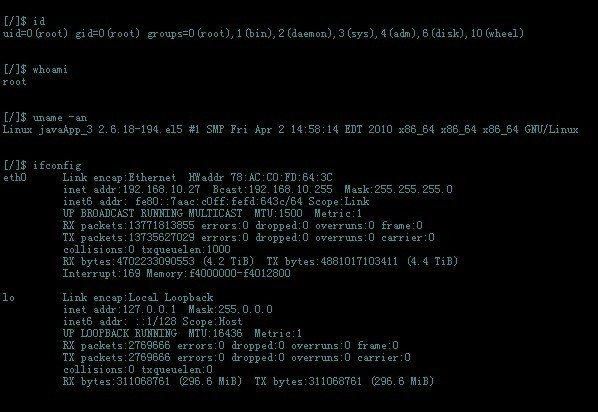 [/]$ id
uid=0(root) gid=0(root) groups=0(root),1(bin),2(daemon),3(sys),4(adm),6(disk),10(wheel)
[/]$ whoami
root
[/]$ uname -an
Linux javaApp_3 2.6.18-194.el5 #1 SMP Fri Apr 2 14:58:14 EDT 2010 x86_64 x86_64 x86_64 GNU/Linux
[/]$ ifconfig
eth0 Link encap:Ethernet HWaddr 78:AC:C0:FD:64:3C
inet addr:192.168.10.27 Bcast:192.168.10.255 Mask:255.255.255.0
inet6 addr: fe80::7aac:c0ff:fefd:643c/64 Scope:Link
UP BROADCAST RUNNING MULTICAST MTU:1500 Metric:1
RX packets:13771813855 errors:0 dropped:0 overruns:0 frame:0
TX packets:13735627029 errors:0 dropped:0 overruns:0 carrier:0
collisions:0 txqueuelen:1000
RX bytes:4702233090553 (4.2 TiB) TX bytes:4881017103411 (4.4 TiB)
Interrupt:169 Memory:f4000000-f4012800
lo Link encap:Local Loopback
inet addr:127.0.0.1 Mask:255.0.0.0
inet6 addr: ::1/128 Scope:Host
UP LOOPBACK RUNNING MTU:16436 Metric:1
RX packets:2769666 errors:0 dropped:0 overruns:0 frame:0
TX packets:2769666 errors:0 dropped:0 overruns:0 carrier:0
collisions:0 txqueuelen:0
RX bytes:311068761 (296.6 MiB) TX bytes:311068761 (296.6 MiB)